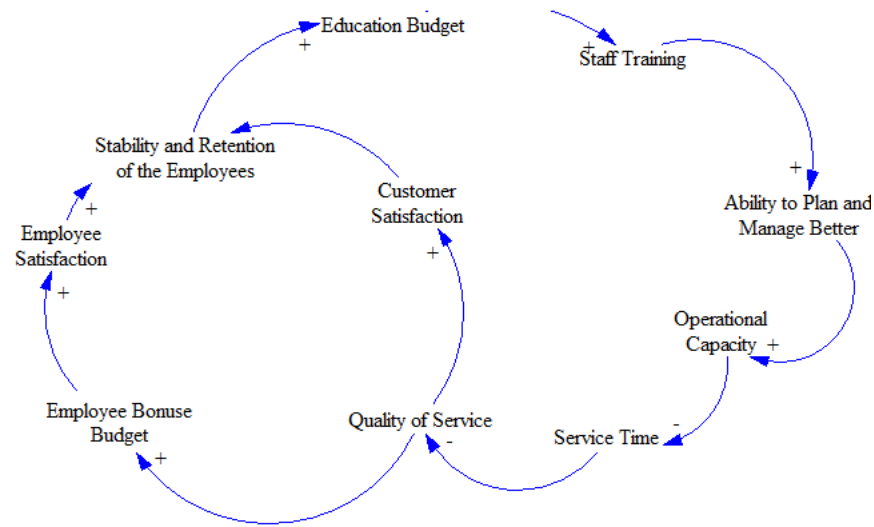 Education Budget
+
+
Staff Training
Stability and Retention
of the Employees
+
Customer
Satisfaction
+
Ability to Plan and
Manage Better
+
Employee
Satisfaction
+
+
Operational
Capacity
+
Employee Bonuse
Budget
+
Quality of Service
-
Service Time
-